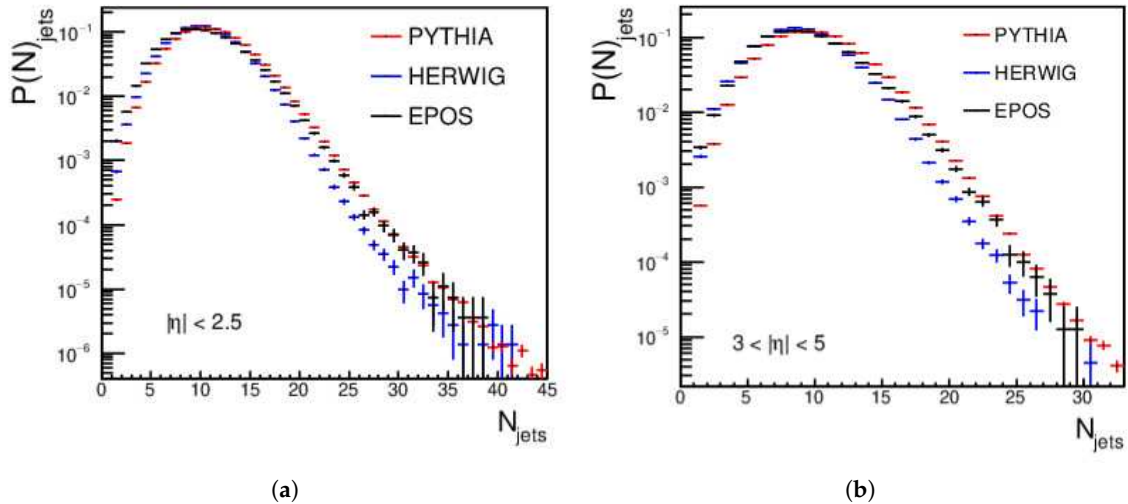 P(N)jets
10⁻¹
10⁻²
10⁻³
10⁻⁴
10⁻⁵
10⁻⁶
PYTHIA
HERWIG
EPOS
|η| < 2.5
0 5 10 15 20 25 30 35 40 45
Njets
(a)
P(N)jets
10⁻¹
10⁻²
10⁻³
10⁻⁴
10⁻⁵
PYTHIA
HERWIG
EPOS
3 < |η| < 5
0 5 10 15 20 25 30
Njets
(b)